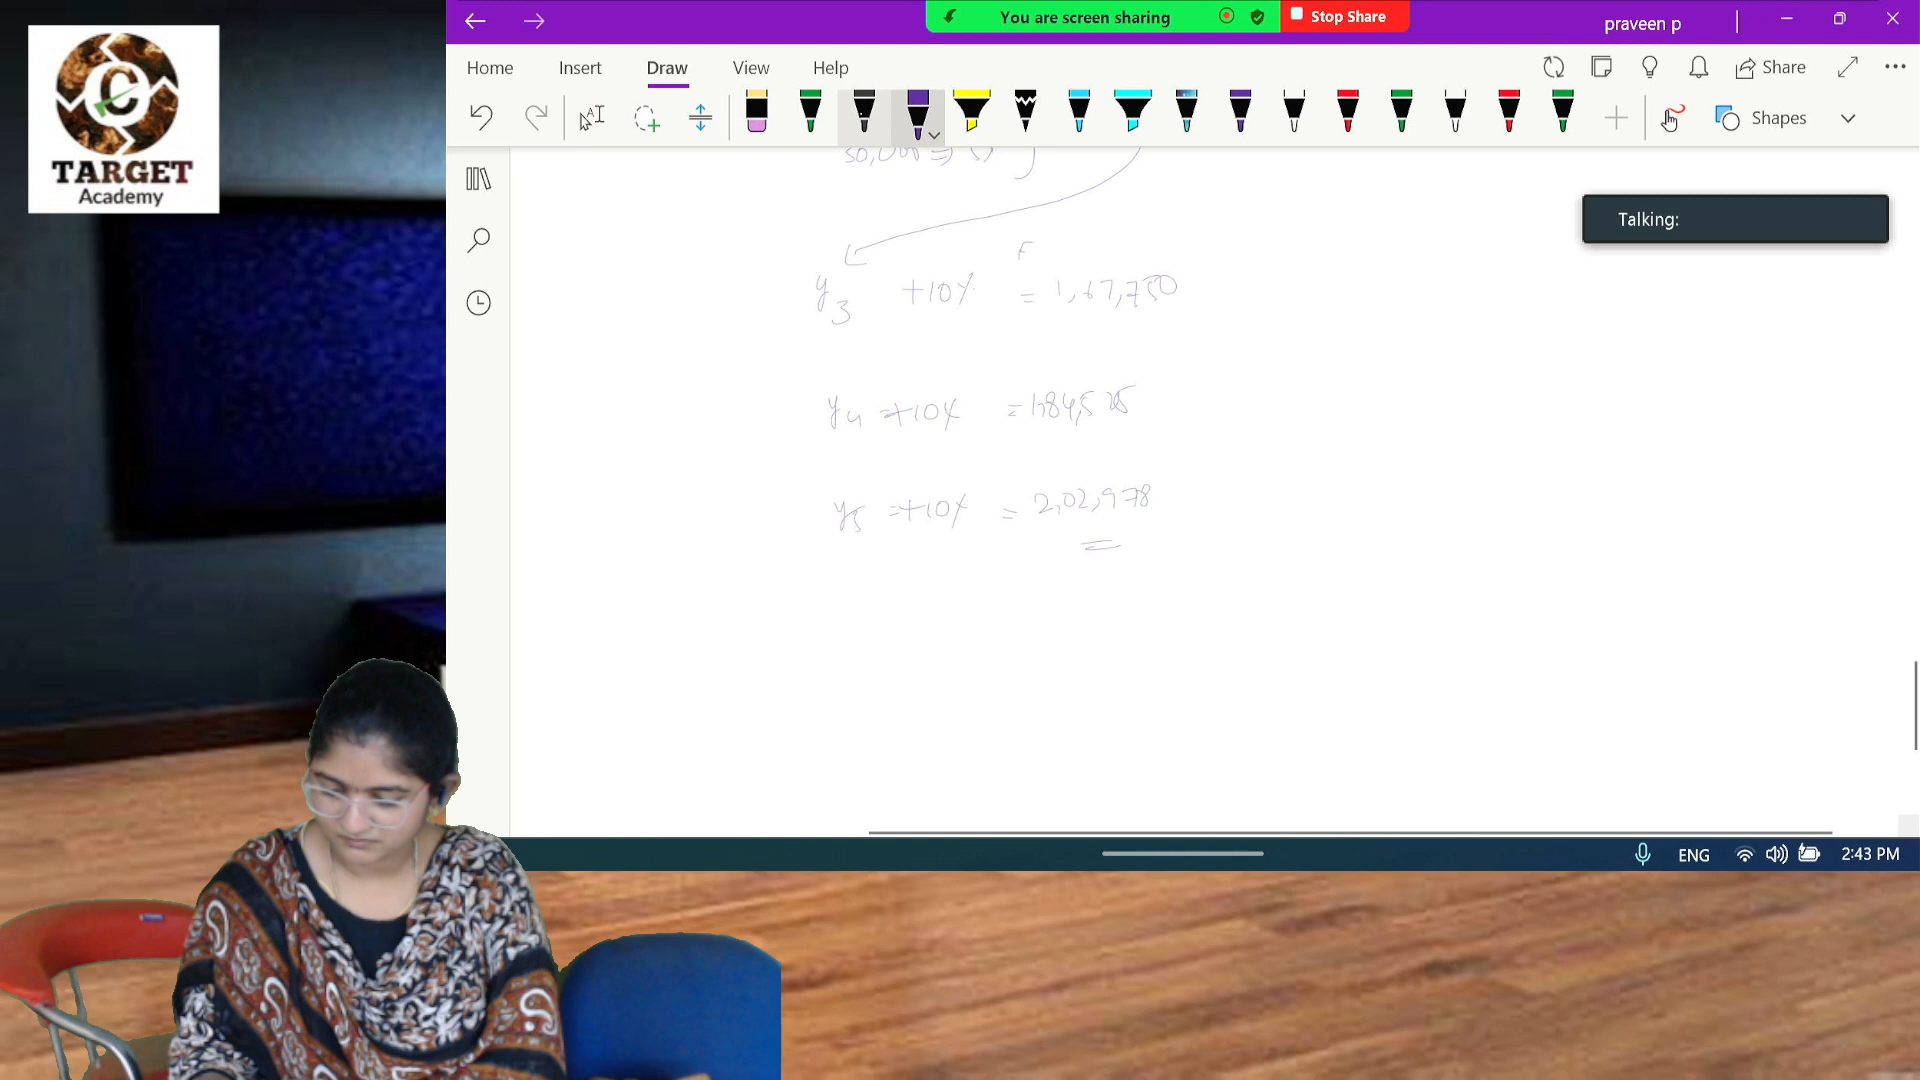 TARGET
Academy
You are screen sharing
Stop Share
praveen p
Home Insert Draw View Help
Share
Shapes
Talking:
F
y3 +10% = 1,67,750
y4 = +10% = 1,84,525
y5 = +10% = 2,02,978
ENG
2:43 PM